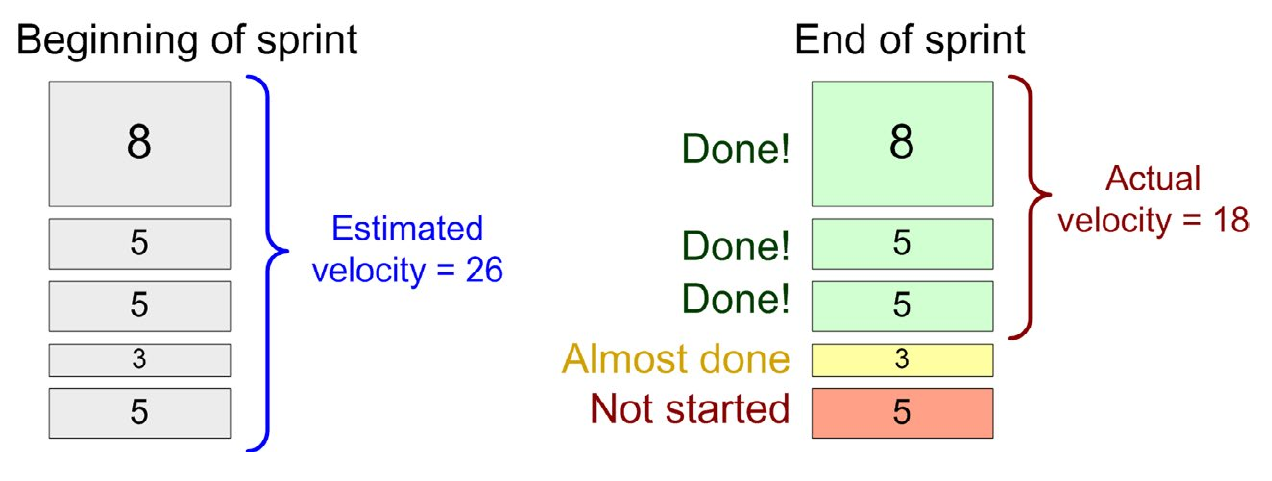 Beginning of sprint
8
5
5
3
5
Estimated
velocity = 26
End of sprint
Done! 8
Done! 5
Done! 5
Almost done 3
Not started 5
Actual
velocity = 18